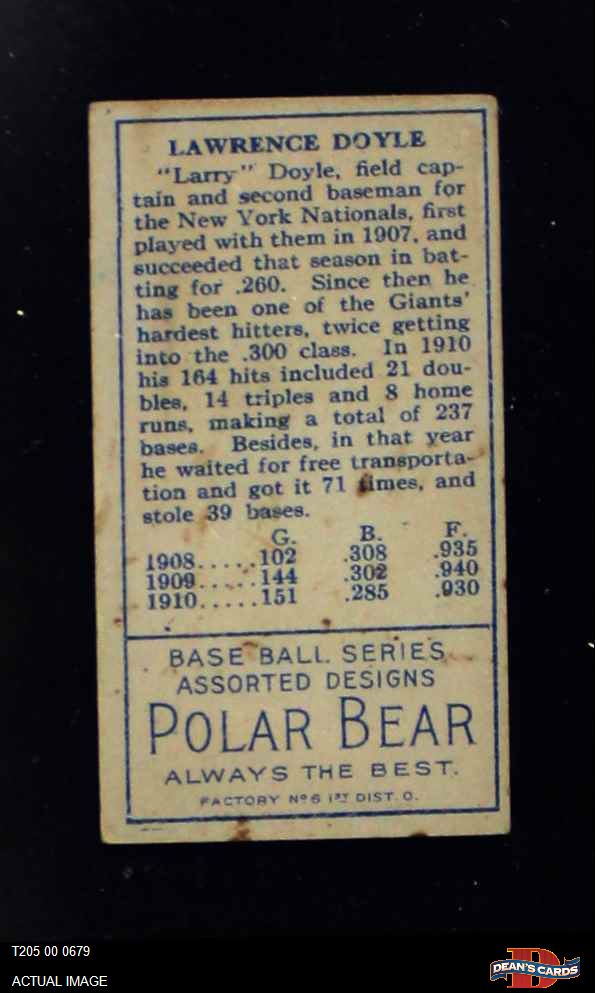 LAWRENCE DOYLE
"Larry" Doyle, field cap-
tain and second baseman for
the New York Nationals, first
played with them in 1907, and
succeeded that season in bat-
ting for .260. Since then he
has been one of the Giants'
hardest hitters, twice getting
into the .300 class. In 1910
his 164 hits included 21 dou-
bles, 14 triples and 8 home
runs, making a total of 237
bases. Besides, in that year
he waited for free transporta-
tion and got it 71 times, and
stole 39 bases.
G. B. F.
1908.....102 .308 .935
1909.....144 .302 .940
1910.....151 .285 .930
BASE BALL SERIES
ASSORTED DESIGNS
POLAR BEAR
ALWAYS THE BEST.
FACTORY Nº 6 1ST DIST. O.
T205 00 0679
ACTUAL IMAGE
D
DEAN'S CARDS